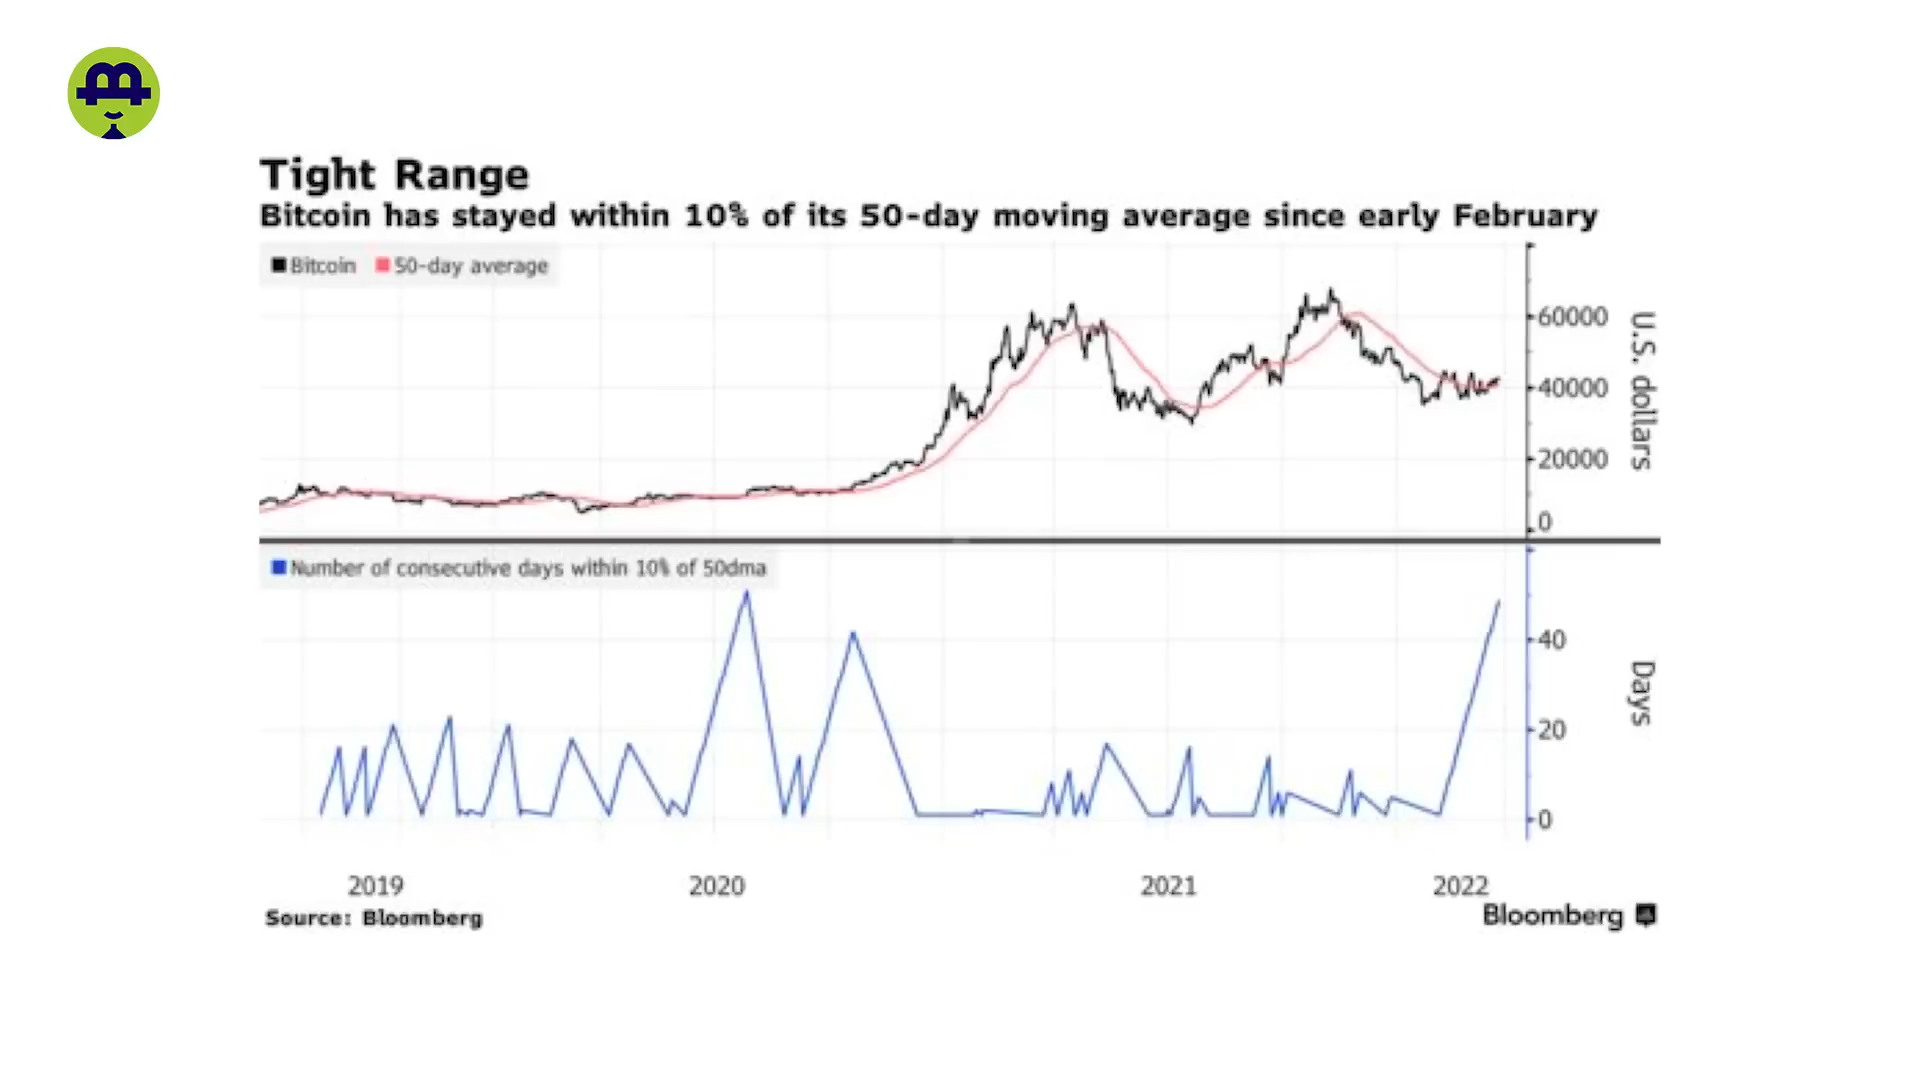 Tight Range
Bitcoin has stayed within 10% of its 50-day moving average since early February
Bitcoin 50-day average
60000
40000
20000
0
U.S. dollars
Number of consecutive days within 10% of 50dma
40
20
0
Days
2019 2020 2021 2022
Source: Bloomberg
Bloomberg